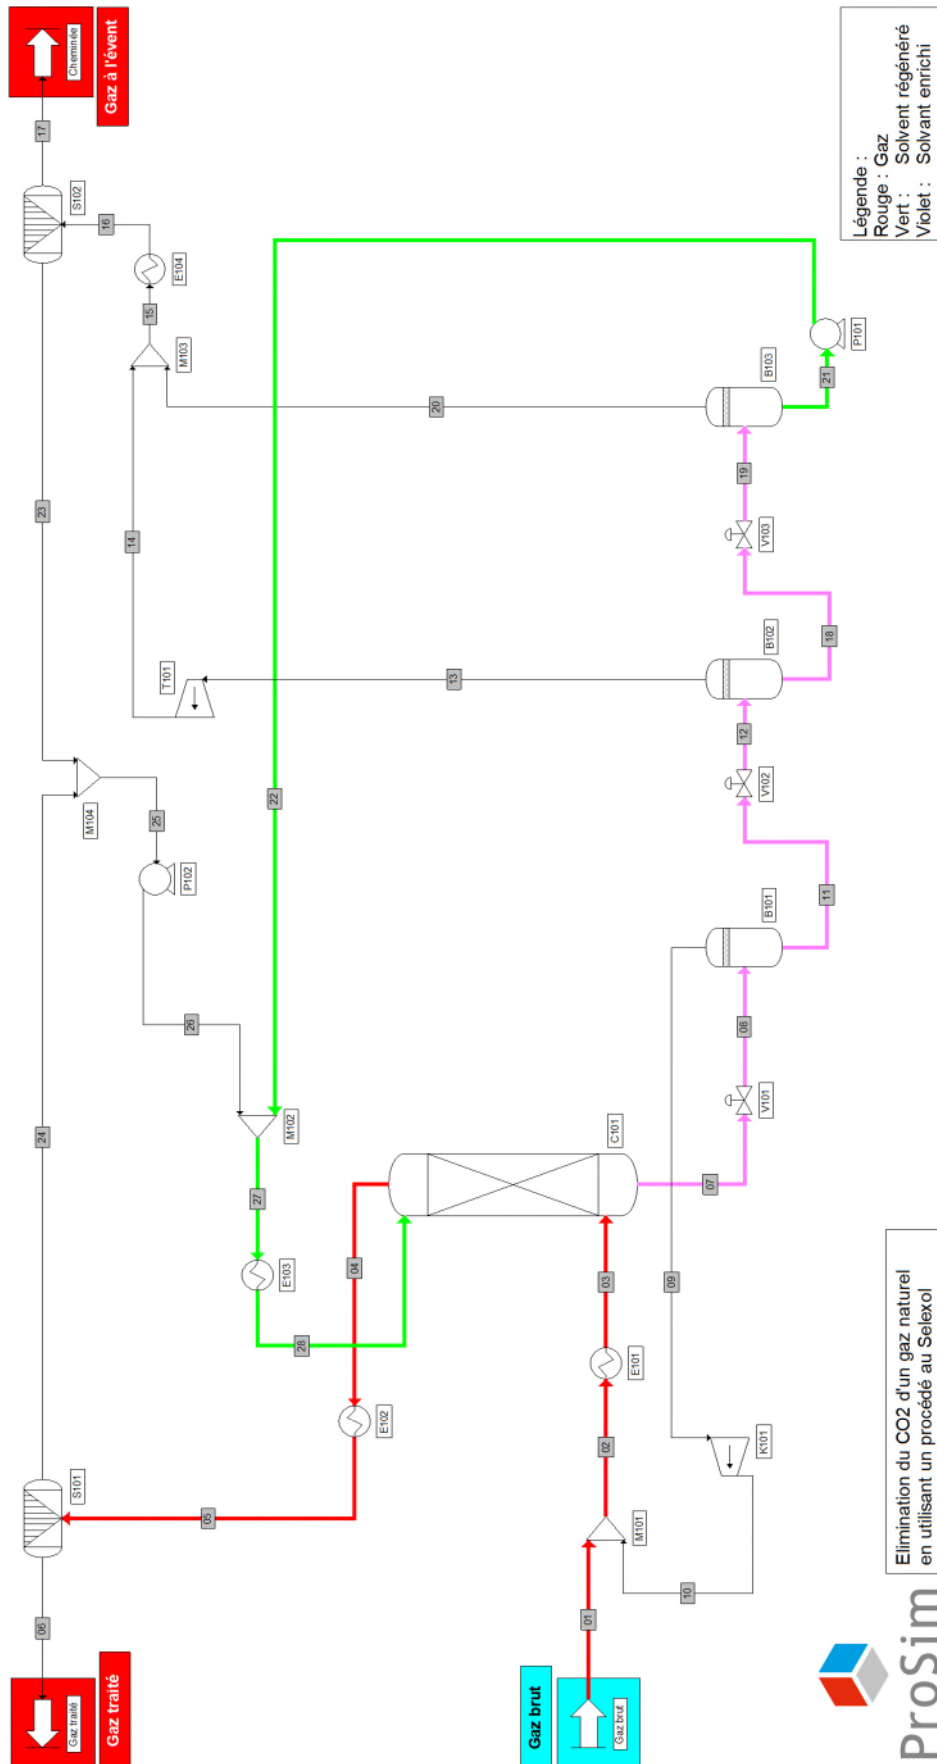 Gaz traité
06
24
23
17
Cheminée
S101
M104
S102
Gaz traité
16
Gaz à l'évent
25
14
15
E104
T101
M103
P102
26
05
27
22
M102
E103
28
04
E102
Gaz brut
01
02
03
20
13
Gaz brut
M101
E101
C101
09
10
07
08
12
19
K101
V101
B101
V102
B102
V103
B103
11
18
21
P101
Légende :
Rouge : Gaz
Vert : Solvent régénéré
Violet : Solvant enrichi
ProSim
Elimination du CO2 d'un gaz naturel
en utilisant un procédé au Selexol